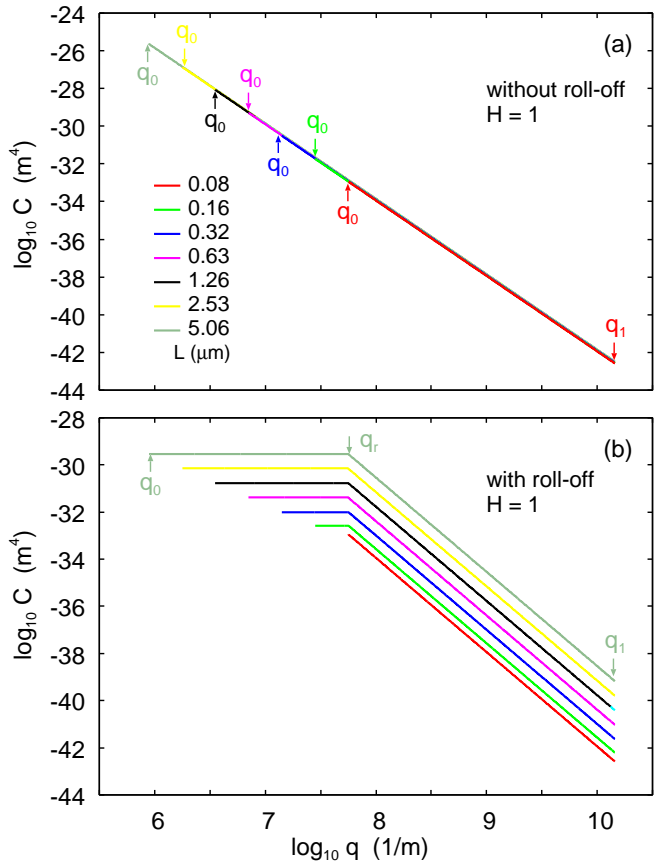 -24
-26
-28
-30
-32
-34
-36
-38
-40
-42
-44
log₁₀ C (m⁴)
(a)
without roll-off
H = 1
q₀
q₀
q₀
q₀
q₀
q₀
q₀
q₁
0.08
0.16
0.32
0.63
1.26
2.53
5.06
L (μm)
-28
-30
-32
-34
-36
-38
-40
-42
-44
log₁₀ C (m⁴)
(b)
with roll-off
H = 1
qᵣ
q₀
q₁
6 7 8 9 10
log₁₀ q (1/m)